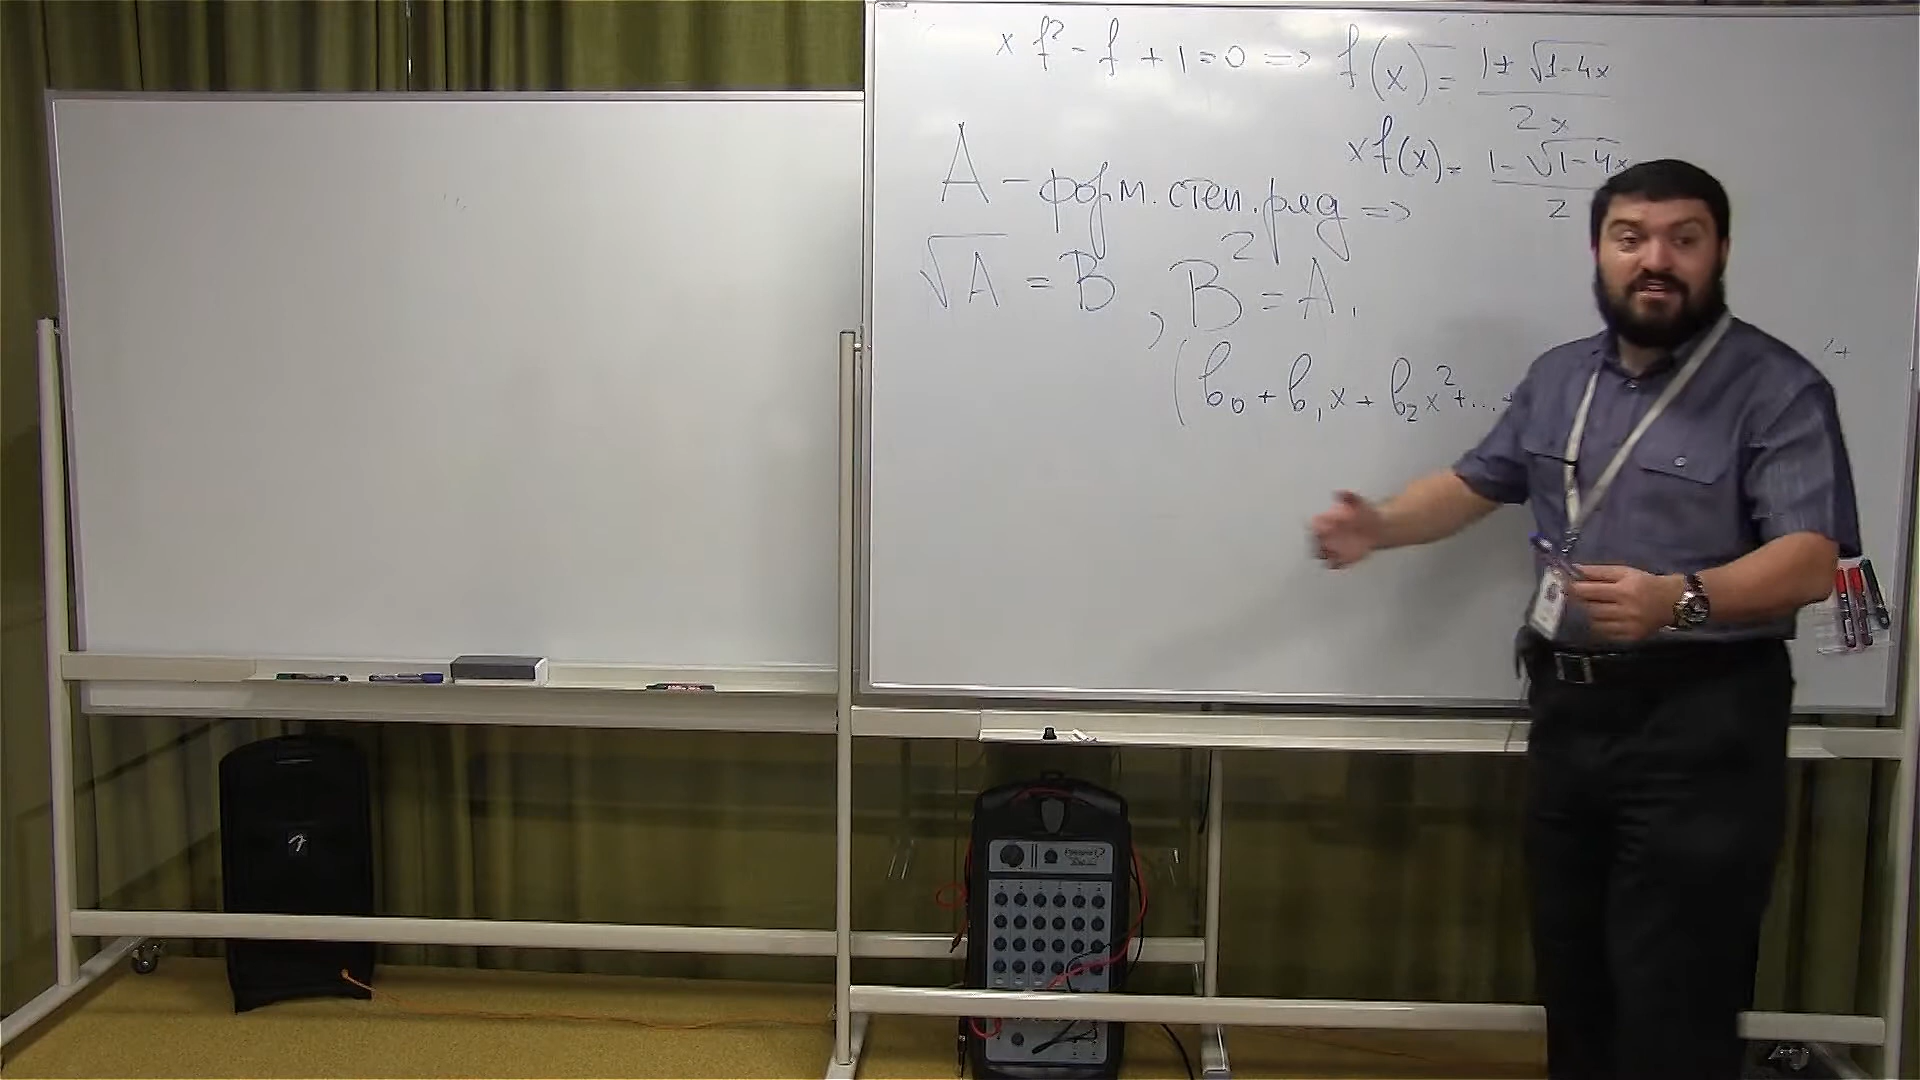 x f² - f + 1 = 0 => f(x) = (1 ± √(1-4x)) / 2x
x f(x) = (1 - √(1-4x)) / 2
A - форм. степ. ряд =>
√A = B, B² = A.
(b₀ + b₁x + b₂x² + ... +